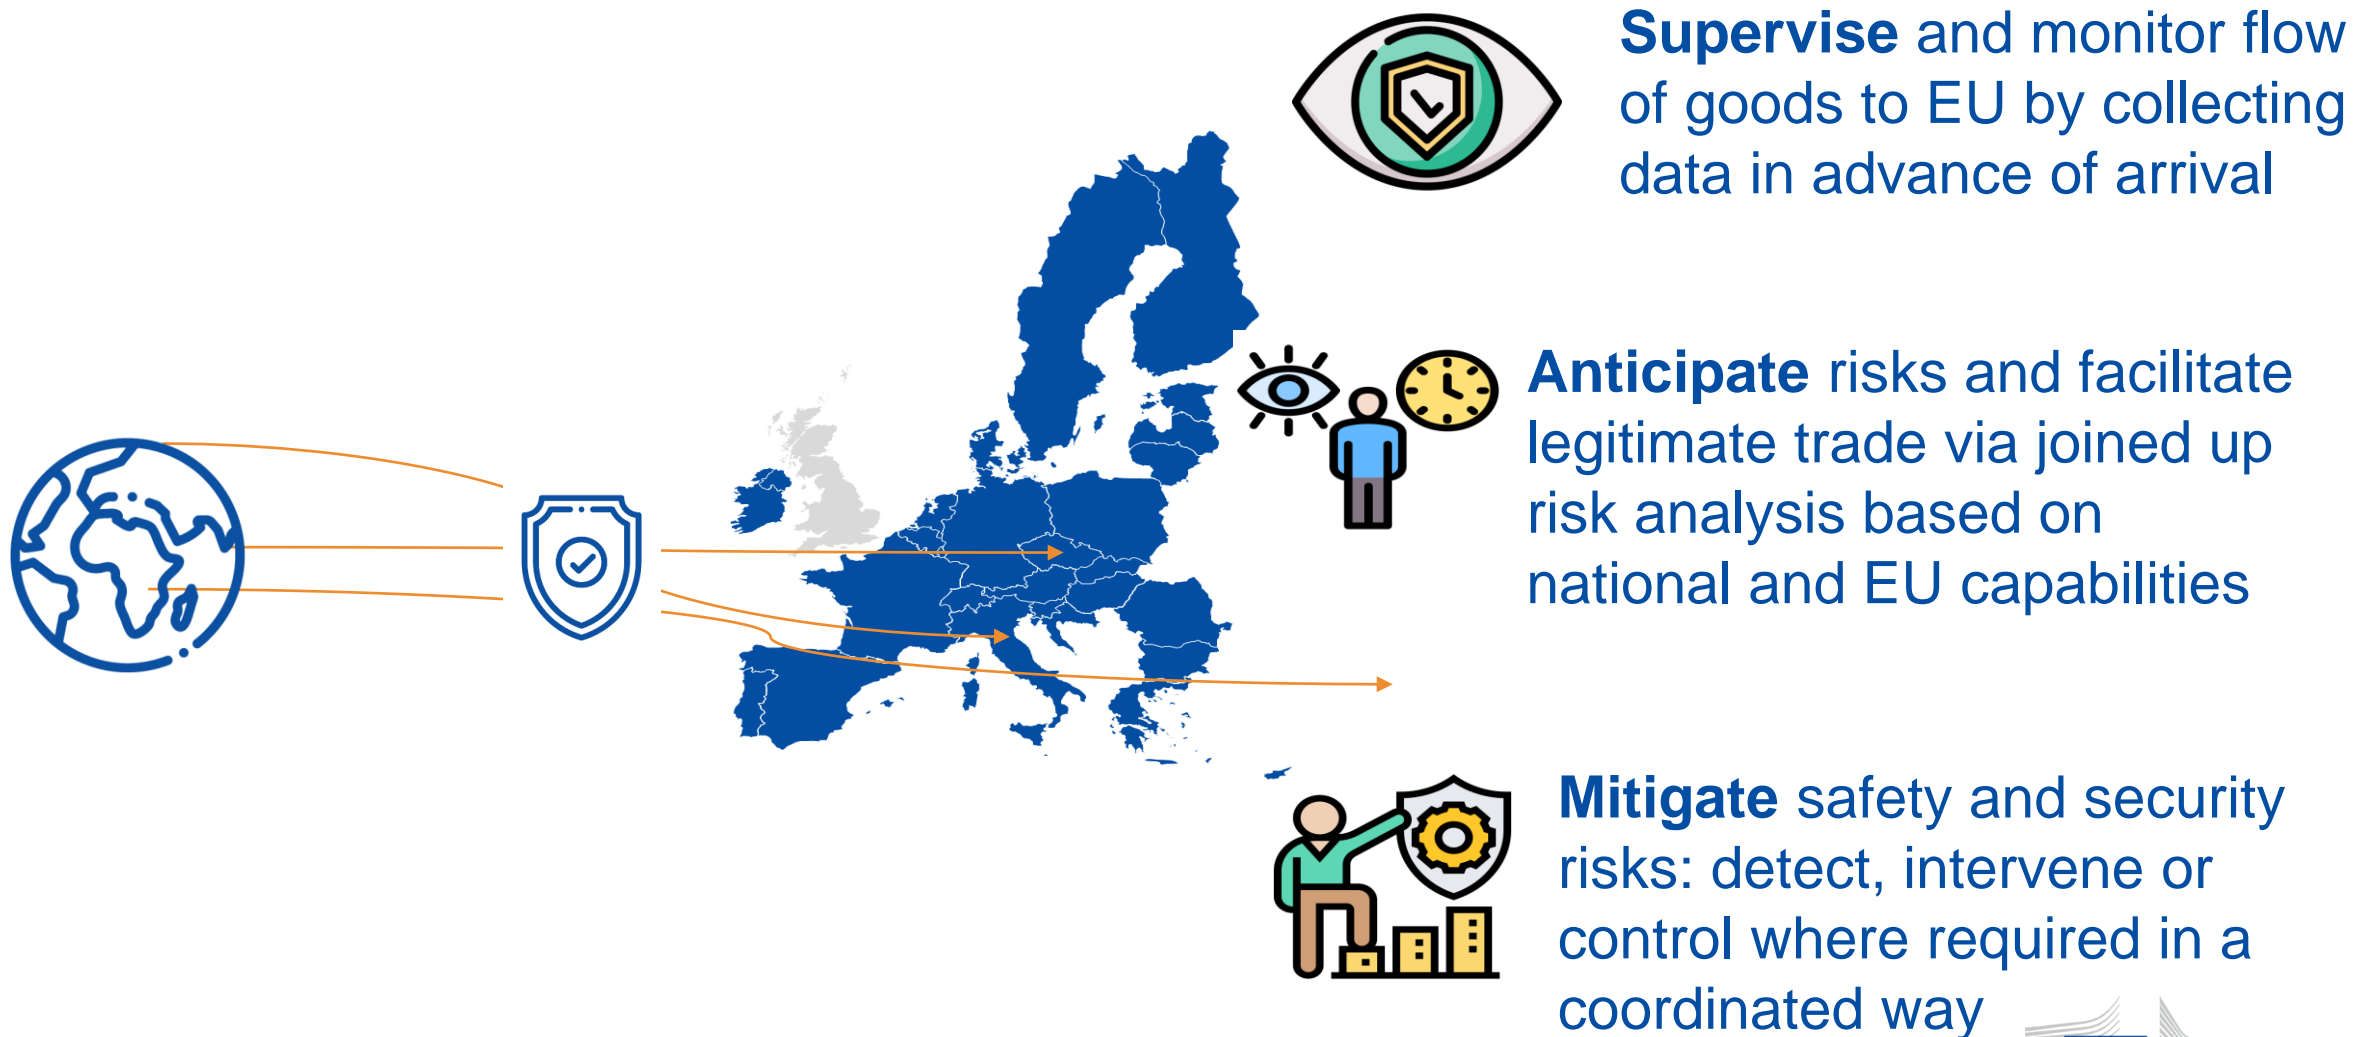 Supervise and monitor flow
of goods to EU by collecting
data in advance of arrival
Anticipate risks and facilitate
legitimate trade via joined up
risk analysis based on
national and EU capabilities
Mitigate safety and security
risks: detect, intervene or
control where required in a
coordinated way